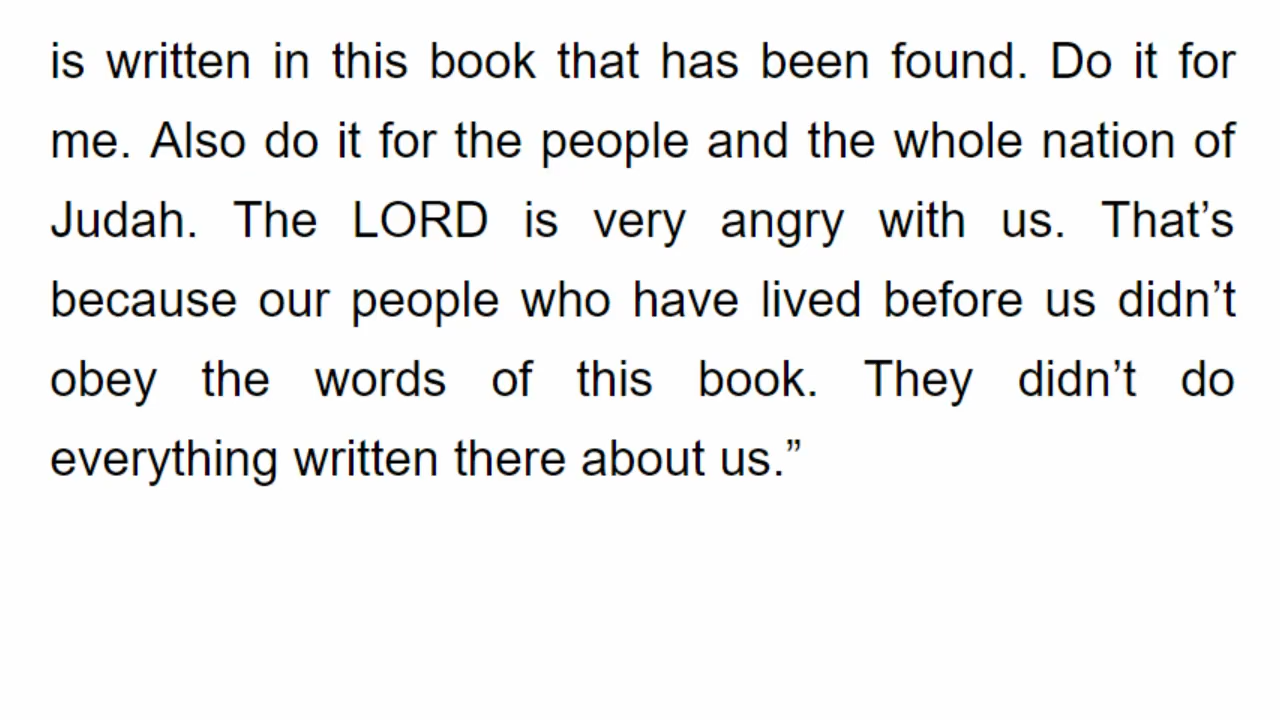 is written in this book that has been found. Do it for
me. Also do it for the people and the whole nation of
Judah. The LORD is very angry with us. That’s
because our people who have lived before us didn’t
obey the words of this book. They didn’t do
everything written there about us.”